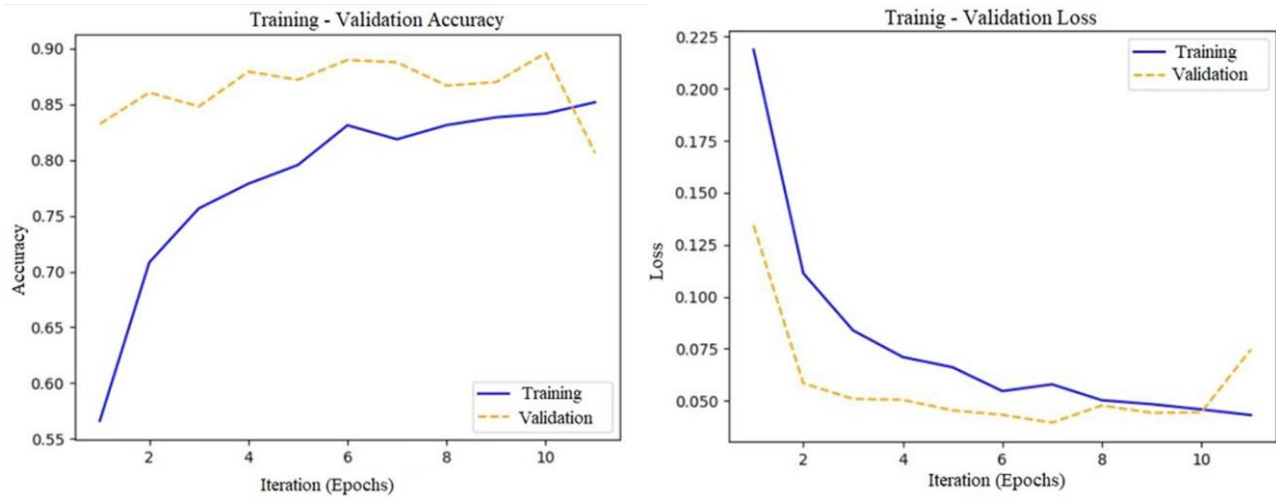 Training - Validation Accuracy
0.90
0.85
0.80
0.75
0.70
0.65
0.60
0.55
Accuracy
Training
Validation
2 4 6 8 10
Iteration (Epochs)
Trainig - Validation Loss
0.225
0.200
0.175
0.150
0.125
0.100
0.075
0.050
Loss
Training
Validation
2 4 6 8 10
Iteration (Epochs)